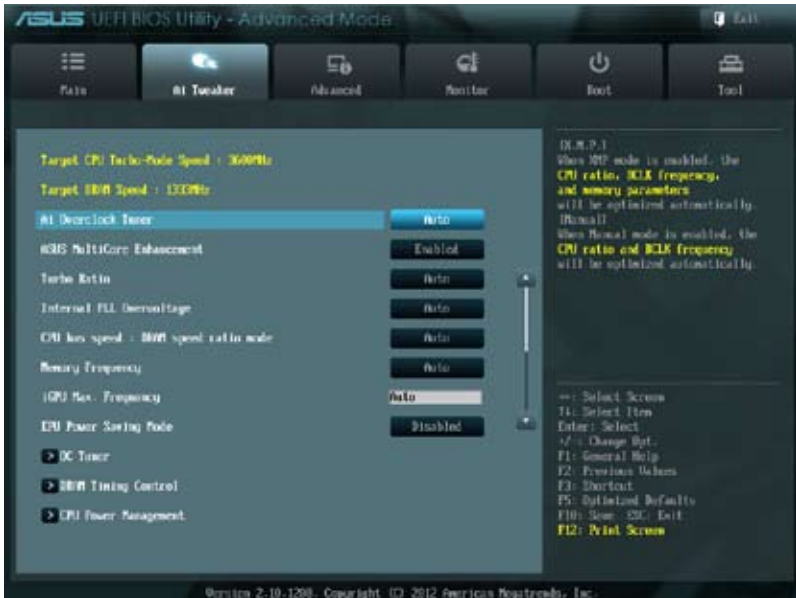 ASUS UEFI BIOS Utility - Advanced Mode
Exit
Main
Ai Tweaker
Advanced
Monitor
Boot
Tool
Target CPU Turbo-Mode Speed : 3600MHz
Target DRAM Speed : 1333MHz
Ai Overclock Tuner
Auto
ASUS MultiCore Enhancement
Enabled
Turbo Ratio
Auto
Internal PLL Overvoltage
Auto
CPU bus speed : DRAM speed ratio mode
Auto
Memory Frequency
Auto
iGPU Max. Frequency
Auto
EPU Power Saving Mode
Disabled
> OC Tuner
> DRAM Timing Control
> CPU Power Management
[X.M.P.]
When XMP mode is enabled, the
CPU ratio, BCLK frequency,
and memory parameters
will be optimized automatically.
[Manual]
When Manual mode is enabled, the
CPU ratio and BCLK frequency
will be optimized automatically.
: Select Screen
↑↓: Select Item
Enter: Select
+/-: Change Opt.
F1: General Help
F2: Previous Values
F3: Shortcut
F5: Optimized Defaults
F10: Save ESC: Exit
F12: Print Screen
Version 2.10.1208. Copyright (C) 2012 American Megatrends, Inc.